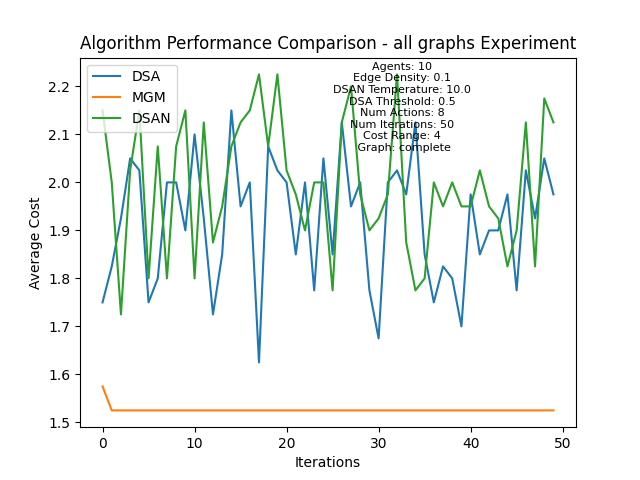 Algorithm Performance Comparison - all graphs Experiment
DSA
MGM
DSAN
Agents: 10
Edge Density: 0.1
DSAN Temperature: 10.0
DSA Threshold: 0.5
Num Actions: 8
Num Iterations: 50
Cost Range: 4
Graph: complete
Average Cost
2.2
2.1
2.0
1.9
1.8
1.7
1.6
1.5
0
10
20
30
40
50
Iterations